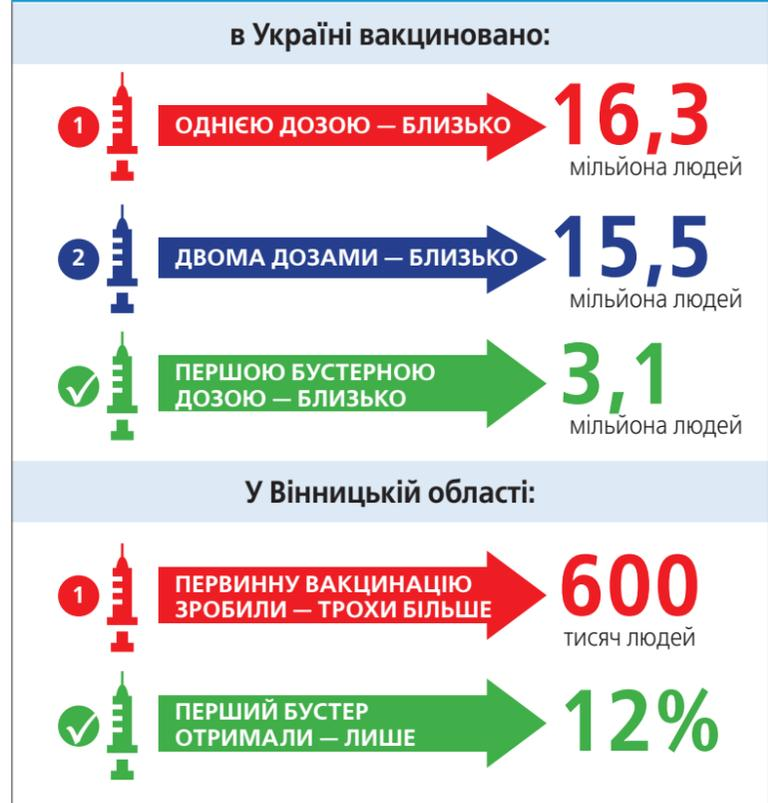 в Україні вакциновано:
1
ОДНІЄЮ ДОЗОЮ — БЛИЗЬКО
16,3
мільйона людей
2
ДВОМА ДОЗАМИ — БЛИЗЬКО
15,5
мільйона людей
ПЕРШОЮ БУСТЕРНОЮ
ДОЗОЮ — БЛИЗЬКО
3,1
мільйона людей
У Вінницькій області:
1
ПЕРВИННУ ВАКЦИНАЦІЮ
ЗРОБИЛИ — ТРОХИ БІЛЬШЕ
600
тисяч людей
ПЕРШИЙ БУСТЕР
ОТРИМАЛИ — ЛИШЕ
12%